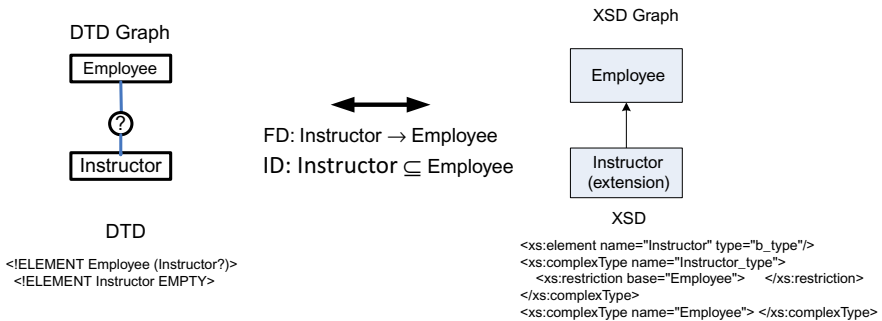 DTD Graph
Employee
?
Instructor
DTD
<!ELEMENT Employee (Instructor?)>
<!ELEMENT Instructor EMPTY>
FD: Instructor → Employee
ID: Instructor ⊆ Employee
XSD Graph
Employee
Instructor
(extension)
XSD
<xs:element name="Instructor" type="b_type"/>
<xs:complexType name="Instructor_type">
<xs:restriction base="Employee"> </xs:restriction>
</xs:complexType>
<xs:complexType name="Employee"> </xs:complexType>